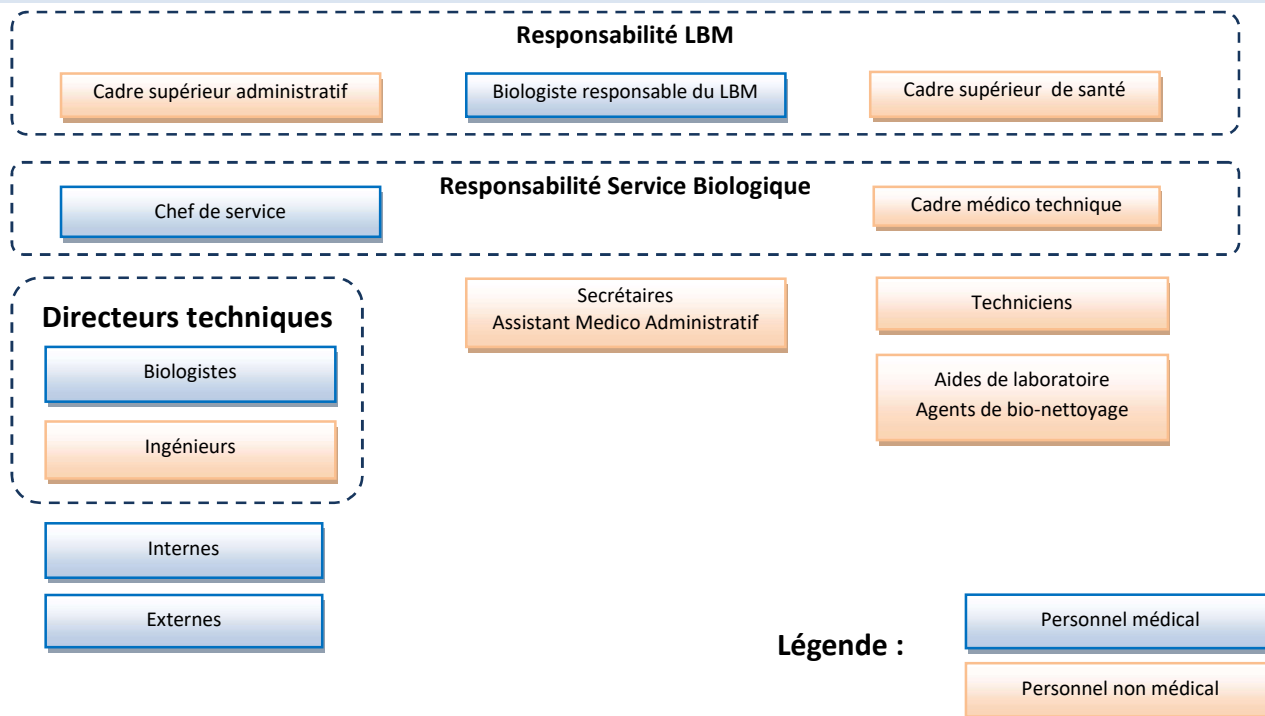 Responsabilité LBM
Cadre supérieur administratif
Biologiste responsable du LBM
Cadre supérieur de santé
Responsabilité Service Biologique
Chef de service
Cadre médico technique
Directeurs techniques
Biologistes
Ingénieurs
Secrétaires
Assistant Medico Administratif
Techniciens
Aides de laboratoire
Agents de bio-nettoyage
Internes
Externes
Légende :
Personnel médical
Personnel non médical